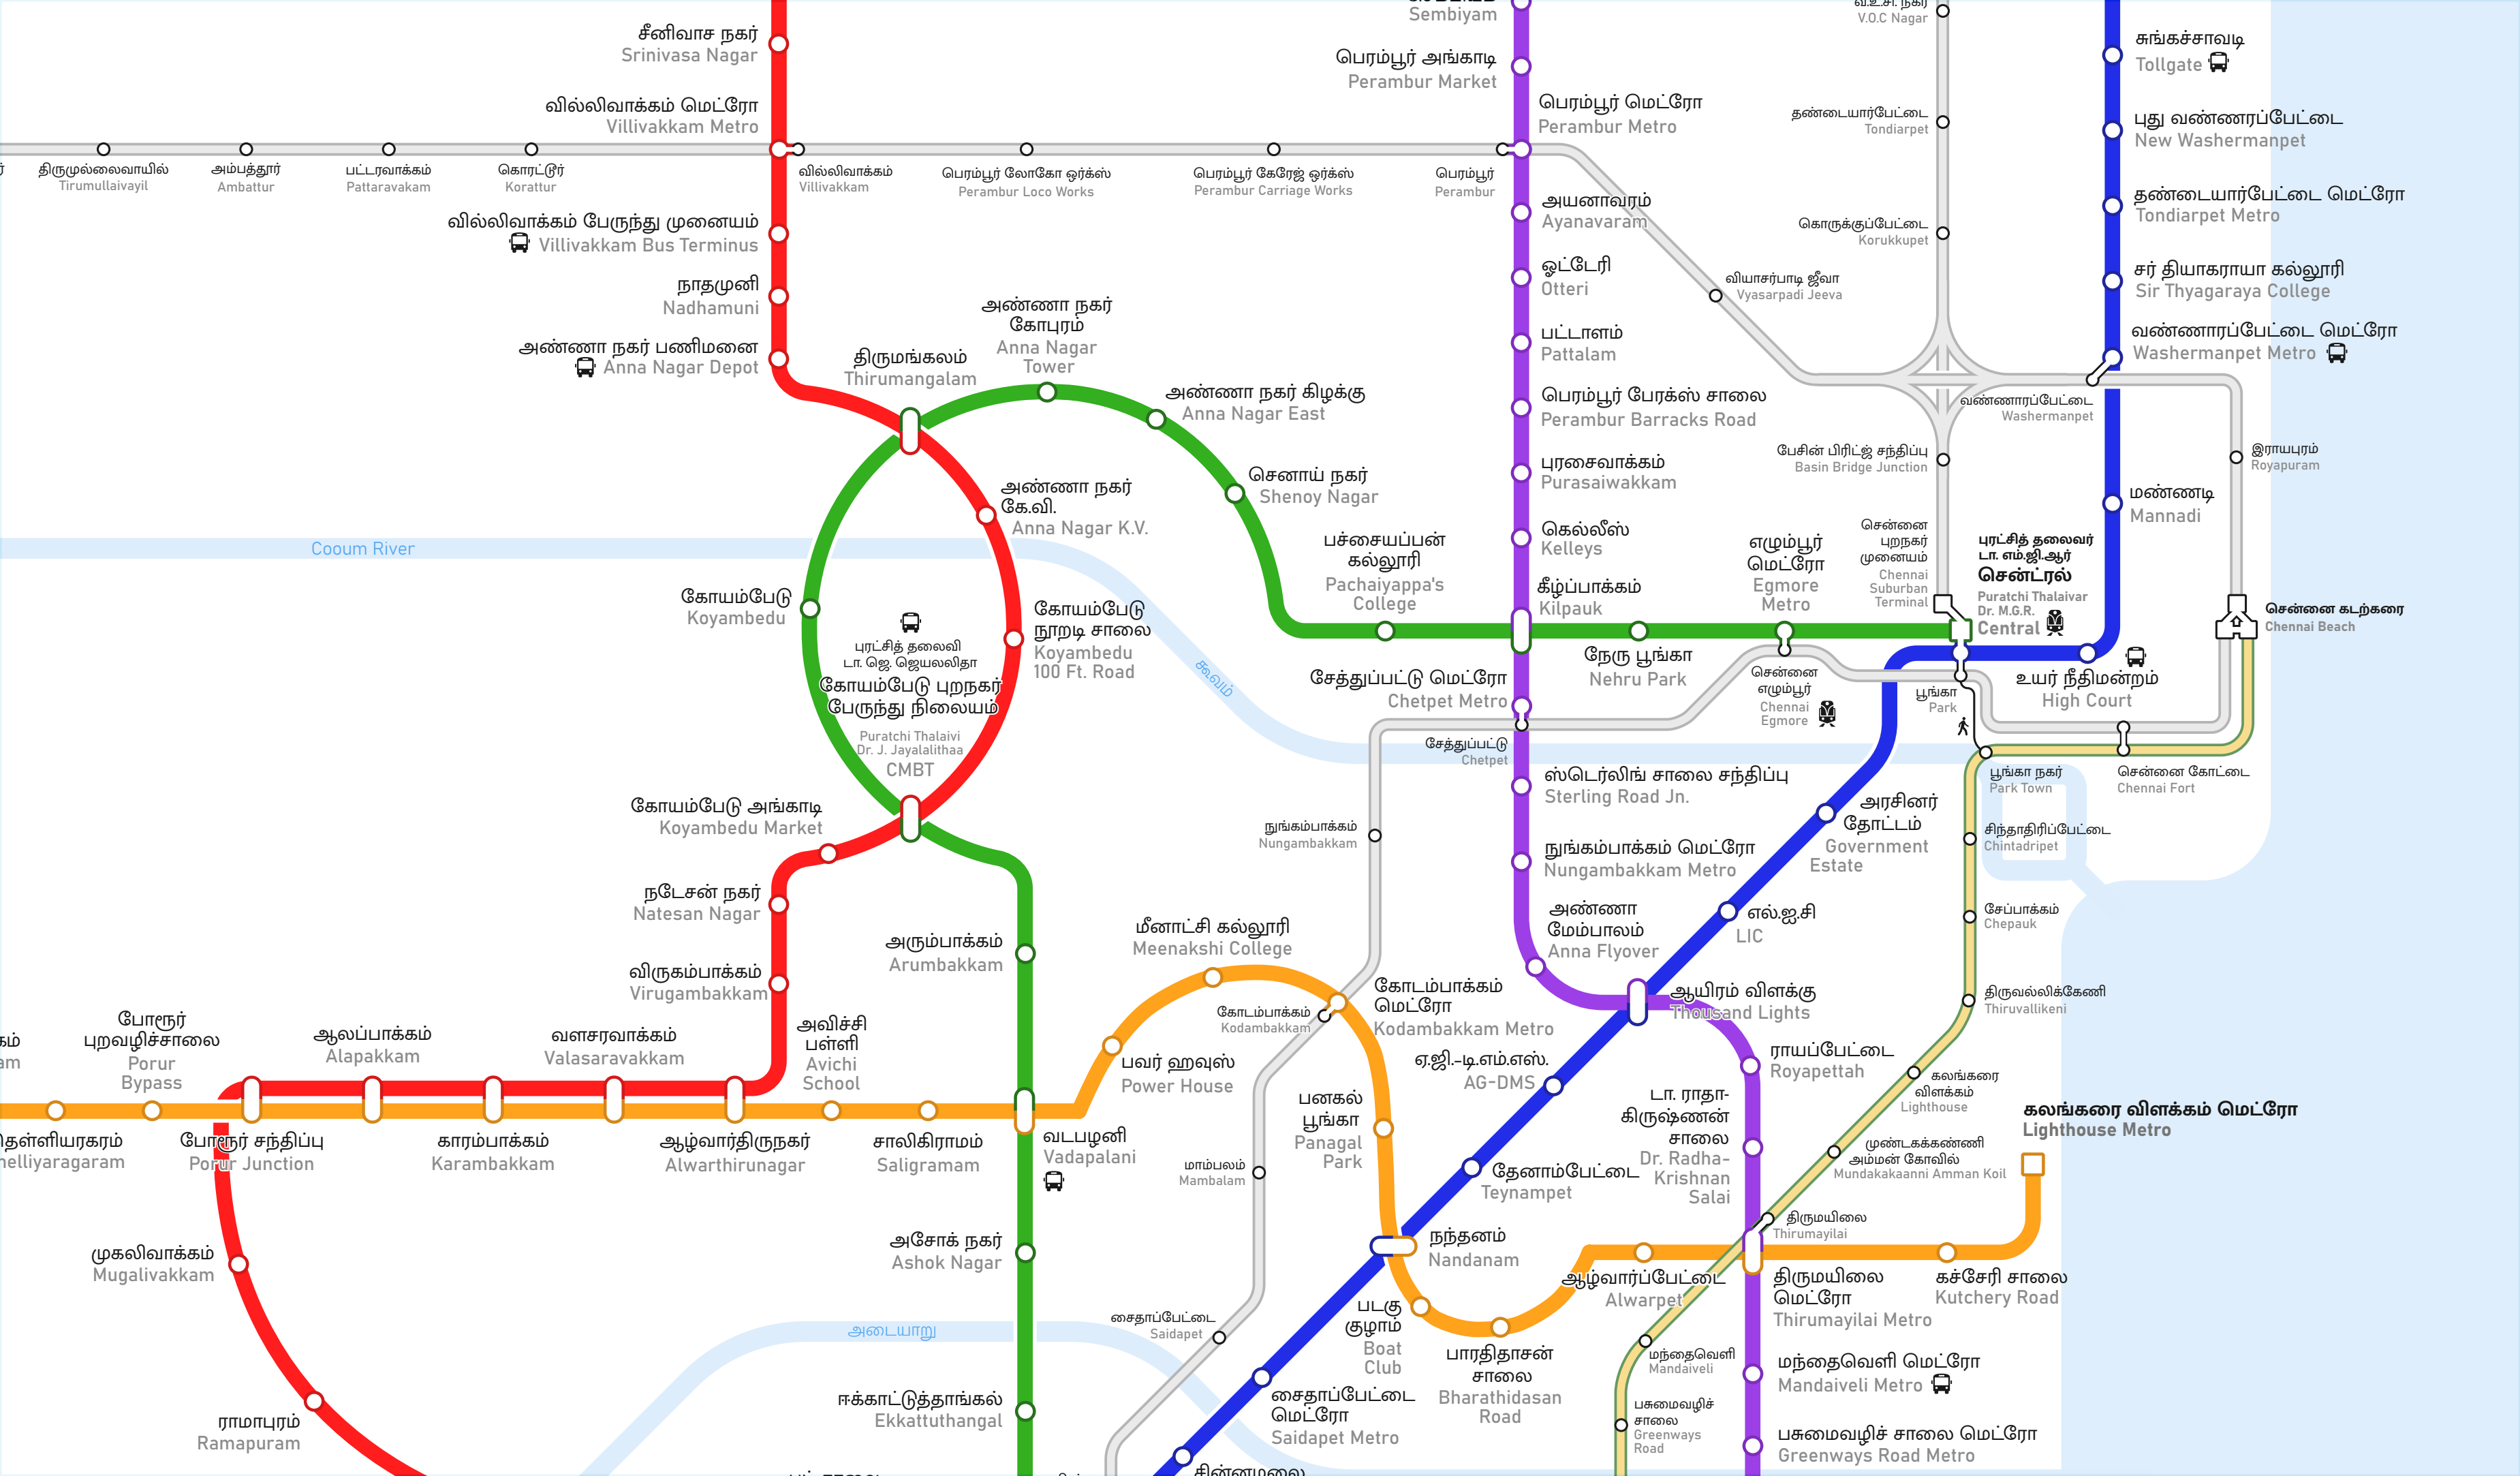 சீனிவாச நகர்
Srinivasa Nagar
வில்லிவாக்கம் மெட்ரோ
Villivakkam Metro
திருமுல்லைவாயில்
Tirumullaivayil
அம்பத்தூர்
Ambattur
பட்டரவாக்கம்
Pattaravakam
கொரட்டூர்
Korattur
வில்லிவாக்கம்
Villivakkam
பெரம்பூர் லோகோ ஒர்க்ஸ்
Perambur Loco Works
பெரம்பூர் கேரேஜ் ஒர்க்ஸ்
Perambur Carriage Works
பெரம்பூர்
Perambur
வில்லிவாக்கம் பேருந்து முனையம்
Villivakkam Bus Terminus
நாதமுனி
Nadhamuni
அண்ணா நகர் பணிமனை
Anna Nagar Depot
திருமங்கலம்
Thirumangalam
அண்ணா நகர்
கோபுரம்
Anna Nagar
Tower
அண்ணா நகர் கிழக்கு
Anna Nagar East
செனாய் நகர்
Shenoy Nagar
அண்ணா நகர்
கே.வி.
Anna Nagar K.V.
Cooum River
கூவம்
கோயம்பேடு
Koyambedu
கோயம்பேடு
நூறடி சாலை
Koyambedu
100 Ft. Road
புரட்சித் தலைவி
டா. ஜெ. ஜெயலலிதா
கோயம்பேடு புறநகர்
பேருந்து நிலையம்
Puratchi Thalaivi
Dr. J. Jayalalithaa
CMBT
கோயம்பேடு அங்காடி
Koyambedu Market
நடேசன் நகர்
Natesan Nagar
விருகம்பாக்கம்
Virugambakkam
அரும்பாக்கம்
Arumbakkam
Sembiyam
பெரம்பூர் அங்காடி
Perambur Market
பெரம்பூர் மெட்ரோ
Perambur Metro
அயனாவரம்
Ayanavaram
ஓட்டேரி
Otteri
பட்டாளம்
Pattalam
பெரம்பூர் பேரக்ஸ் சாலை
Perambur Barracks Road
புரசைவாக்கம்
Purasaiwakkam
கெல்லீஸ்
Kelleys
கீழ்ப்பாக்கம்
Kilpauk
பச்சையப்பன்
கல்லூரி
Pachaiyappa's
College
நேரு பூங்கா
Nehru Park
எழும்பூர்
மெட்ரோ
Egmore
Metro
சென்னை
எழும்பூர்
Chennai
Egmore
சேத்துப்பட்டு மெட்ரோ
Chetpet Metro
சேத்துப்பட்டு
Chetpet
ஸ்டெர்லிங் சாலை சந்திப்பு
Sterling Road Jn.
நுங்கம்பாக்கம்
Nungambakkam
நுங்கம்பாக்கம் மெட்ரோ
Nungambakkam Metro
அண்ணா
மேம்பாலம்
Anna Flyover
V.O.C Nagar
தண்டையார்பேட்டை
Tondiarpet
கொருக்குப்பேட்டை
Korukkupet
வியாசர்பாடி ஜீவா
Vyasarpadi Jeeva
பேசின் பிரிட்ஜ் சந்திப்பு
Basin Bridge Junction
சென்னை
புறநகர்
முனையம்
Chennai
Suburban
Terminal
புரட்சித் தலைவர்
டா. எம்.ஜி.ஆர்
சென்ட்ரல்
Puratchi Thalaivar
Dr. M.G.R.
Central
சுங்கச்சாவடி
Tollgate
புது வண்ணரப்பேட்டை
New Washermanpet
தண்டையார்பேட்டை மெட்ரோ
Tondiarpet Metro
சர் தியாகராயா கல்லூரி
Sir Thyagaraya College
வண்ணாரப்பேட்டை மெட்ரோ
Washermanpet Metro
வண்ணாரப்பேட்டை
Washermanpet
இராயபுரம்
Royapuram
மண்ணடி
Mannadi
சென்னை கடற்கரை
Chennai Beach
உயர் நீதிமன்றம்
High Court
பூங்கா
Park
பூங்கா நகர்
Park Town
சென்னை கோட்டை
Chennai Fort
அரசினர்
தோட்டம்
Government
Estate
எல்.ஐ.சி
LIC
சிந்தாதிரிப்பேட்டை
Chintadripet
சேப்பாக்கம்
Chepauk
திருவல்லிக்கேணி
Thiruvallikeni
கலங்கரை
விளக்கம்
Lighthouse
ஆயிரம் விளக்கு
Thousand Lights
ராயப்பேட்டை
Royapettah
டா. ராதா-
கிருஷ்ணன்
சாலை
Dr. Radha-
Krishnan
Salai
முண்டகக்கண்ணி
அம்மன் கோவில்
Mundakakaanni Amman Koil
கலங்கரை விளக்கம் மெட்ரோ
Lighthouse Metro
திருமயிலை
Thirumayilai
திருமயிலை
மெட்ரோ
Thirumayilai Metro
கச்சேரி சாலை
Kutchery Road
ஆழ்வார்ப்பேட்டை
Alwarpet
மந்தைவெளி
Mandaiveli
மந்தைவெளி மெட்ரோ
Mandaiveli Metro
பசுமைவழிச்
சாலை
Greenways
Road
பசுமைவழிச் சாலை மெட்ரோ
Greenways Road Metro
போரூர்
புறவழிச்சாலை
Porur
Bypass
ஆலப்பாக்கம்
Alapakkam
வளசரவாக்கம்
Valasaravakkam
அவிச்சி
பள்ளி
Avichi
School
போரூர் சந்திப்பு
Porur Junction
காரம்பாக்கம்
Karambakkam
ஆழ்வார்திருநகர்
Alwarthirunagar
சாலிகிராமம்
Saligramam
வடபழனி
Vadapalani
மீனாட்சி கல்லூரி
Meenakshi College
பவர் ஹவுஸ்
Power House
கோடம்பாக்கம்
Kodambakkam
கோடம்பாக்கம்
மெட்ரோ
Kodambakkam Metro
ஏ.ஜி.-டி.எம்.எஸ்.
AG-DMS
பனகல்
பூங்கா
Panagal
Park
தேனாம்பேட்டை
Teynampet
நந்தனம்
Nandanam
மாம்பலம்
Mambalam
படகு
குழாம்
Boat
Club
பாரதிதாசன்
சாலை
Bharathidasan
Road
சைதாப்பேட்டை
Saidapet
சைதாப்பேட்டை
மெட்ரோ
Saidapet Metro
சின்னமலை
முகலிவாக்கம்
Mugalivakkam
ராமாபுரம்
Ramapuram
அசோக் நகர்
Ashok Nagar
அடையாறு
ஈக்காட்டுத்தாங்கல்
Ekkattuthangal